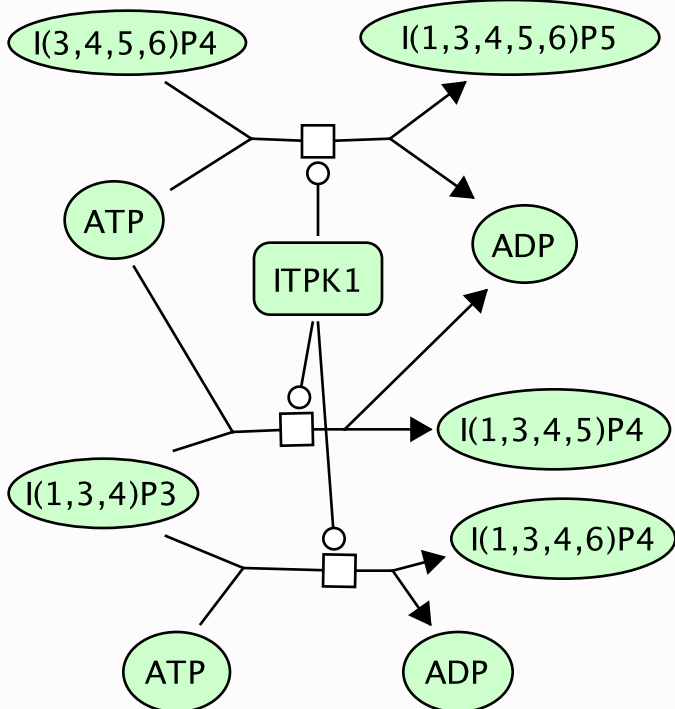 I(3,4,5,6)P4
I(1,3,4,5,6)P5
ATP
ADP
ITPK1
I(1,3,4,5)P4
I(1,3,4)P3
I(1,3,4,6)P4
ATP
ADP